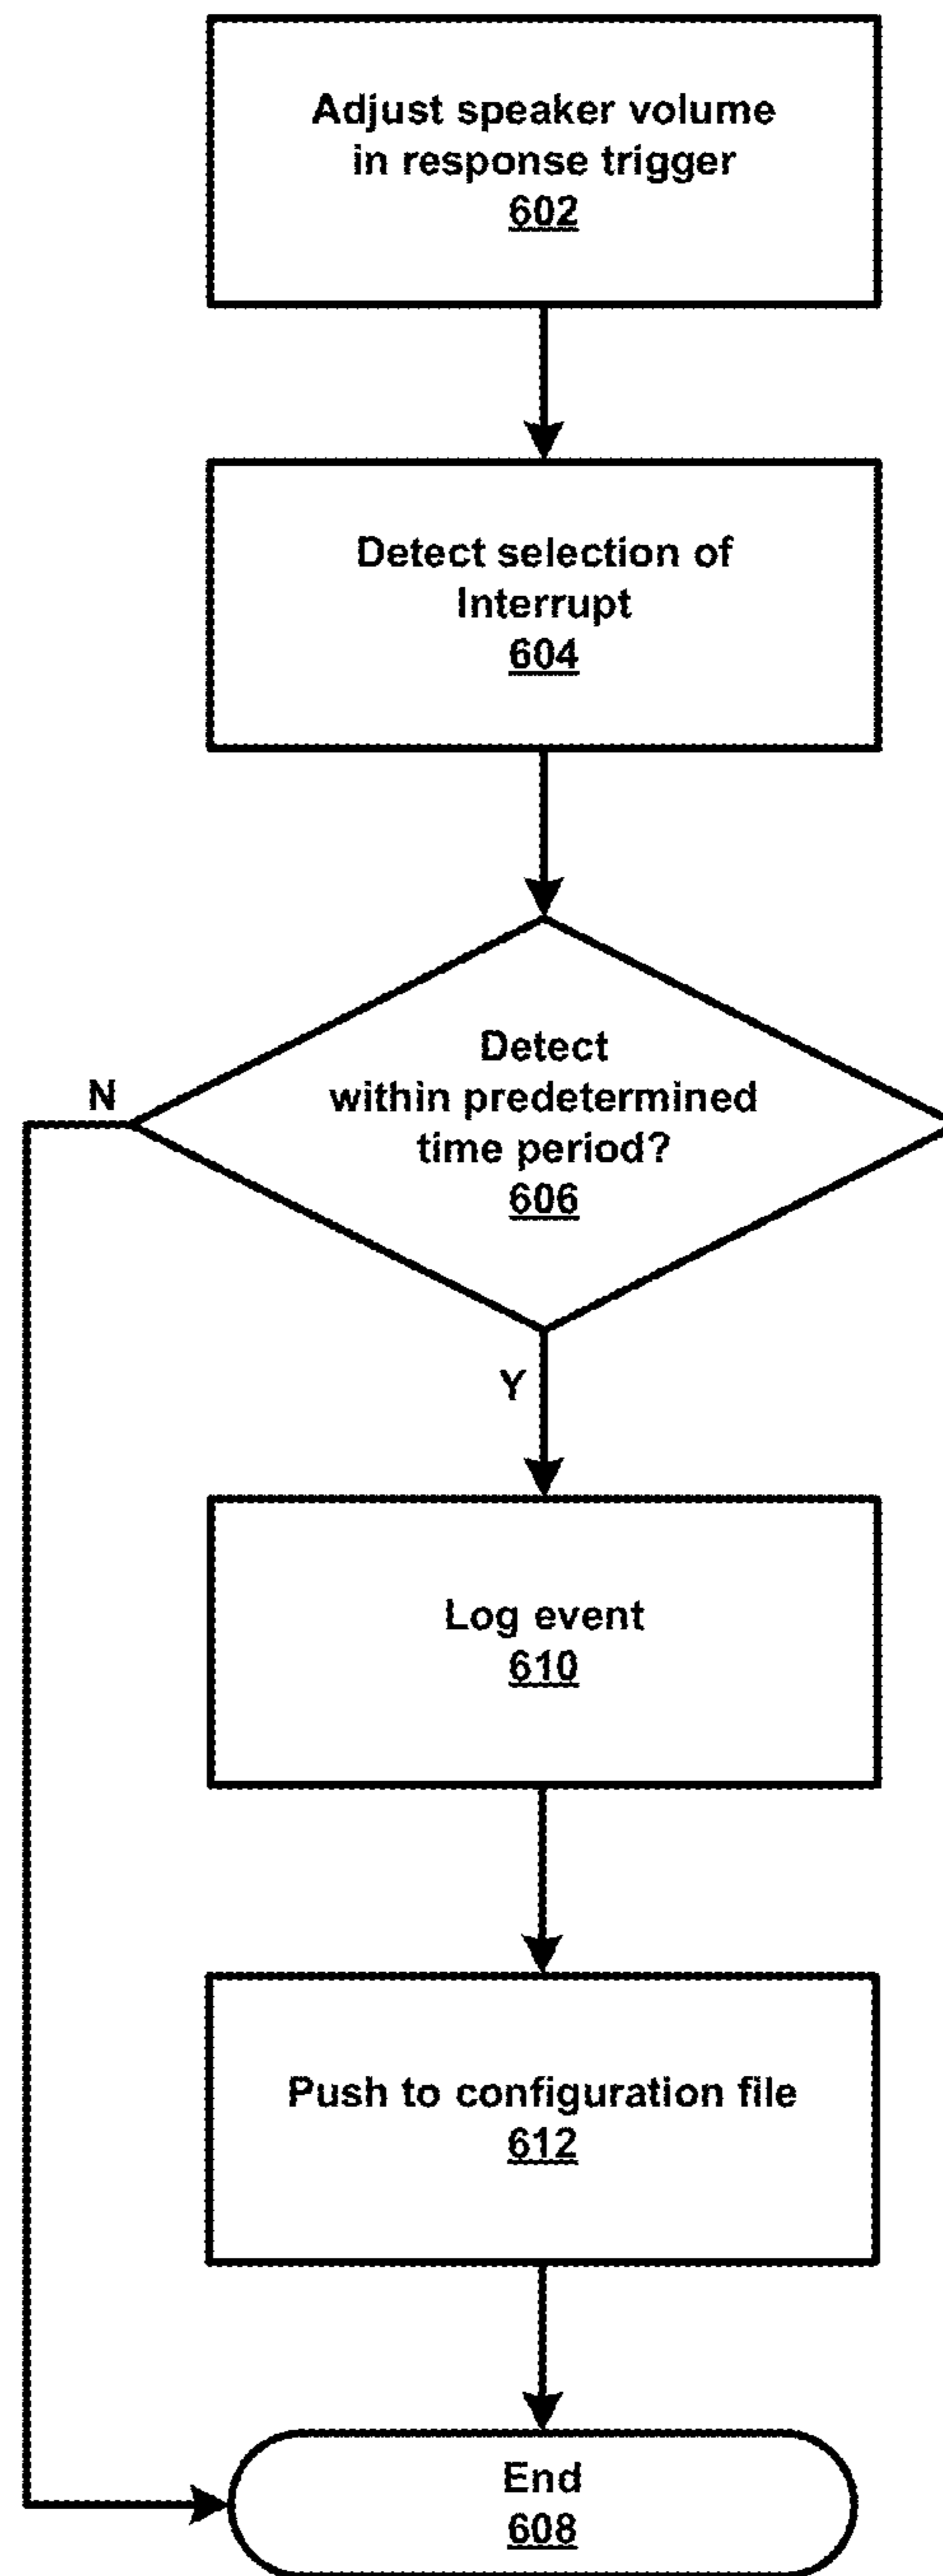 Adjust speaker volume
in response trigger
602
Detect selection of
Interrupt
604
Detect
within predetermined
time period?
606
N
Y
Log event
610
Push to configuration file
612
End
608